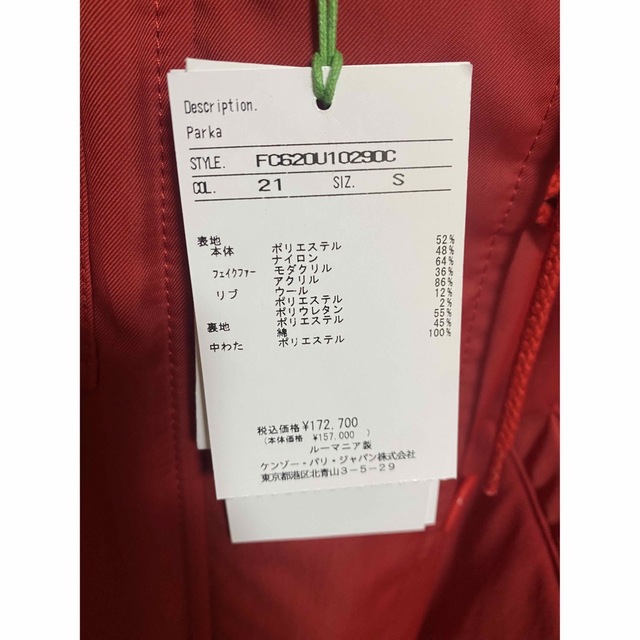 Description.
Parka
STYLE. FC620U10290C
COL. 21 SIZ. S
表地
本体 ポリエステル 52%
ナイロン 48%
フェイクファー モダクリル 64%
アクリル 36%
リブ ウール 86%
ポリエステル 12%
ポリウレタン 2%
裏地 ポリエステル 55%
綿 45%
中わた ポリエステル 100%
税込価格 ¥172,700
(本体価格 ¥157,000 )
ルーマニア製
ケンゾー・パリ・ジャパン株式会社
東京都港区北青山3-5-29